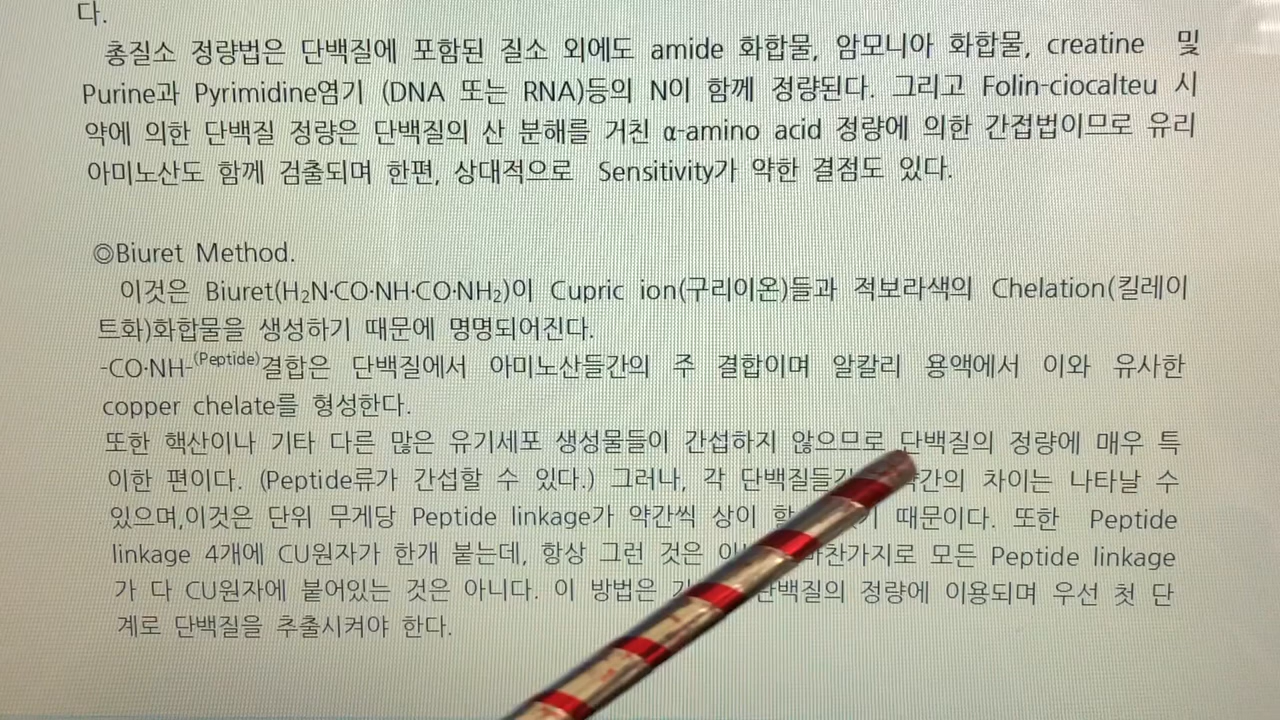 다.
총질소 정량법은 단백질에 포함된 질소 외에도 amide 화합물, 암모니아 화합물, creatine 및
Purine과 Pyrimidine염기 (DNA 또는 RNA)등의 N이 함께 정량된다. 그리고 Folin-ciocalteu 시
약에 의한 단백질 정량은 단백질의 산 분해를 거친 α-amino acid 정량에 의한 간접법이므로 유리
아미노산도 함께 검출되며 한편, 상대적으로 Sensitivity가 약한 결점도 있다.
◎Biuret Method.
이것은 Biuret(H₂N·CO·NH·CO·NH₂)이 Cupric ion(구리이온)들과 적보라색의 Chelation(킬레이
트화)화합물을 생성하기 때문에 명명되어진다.
-CO·NH-(Peptide)결합은 단백질에서 아미노산들간의 주 결합이며 알칼리 용액에서 이와 유사한
copper chelate를 형성한다.
또한 핵산이나 기타 다른 많은 유기세포 생성물들이 간섭하지 않으므로 단백질의 정량에 매우 특
이한 편이다. (Peptide류가 간섭할 수 있다.) 그러나, 각 차이는 나타날 수
있으며,이것은 단위 무게당 Peptide linkage가 약간씩 상이 때문이다. 또한 Peptide
linkage 4개에 CU원자가 한개 붙는데, 항상 그런 것은 모든 Peptide linkage
가 다 CU원자에 붙어있는 것은 아니다. 이 방법은 단백질의 정량에 이용되며 우선 첫 단
계로 단백질을 추출시켜야 한다.